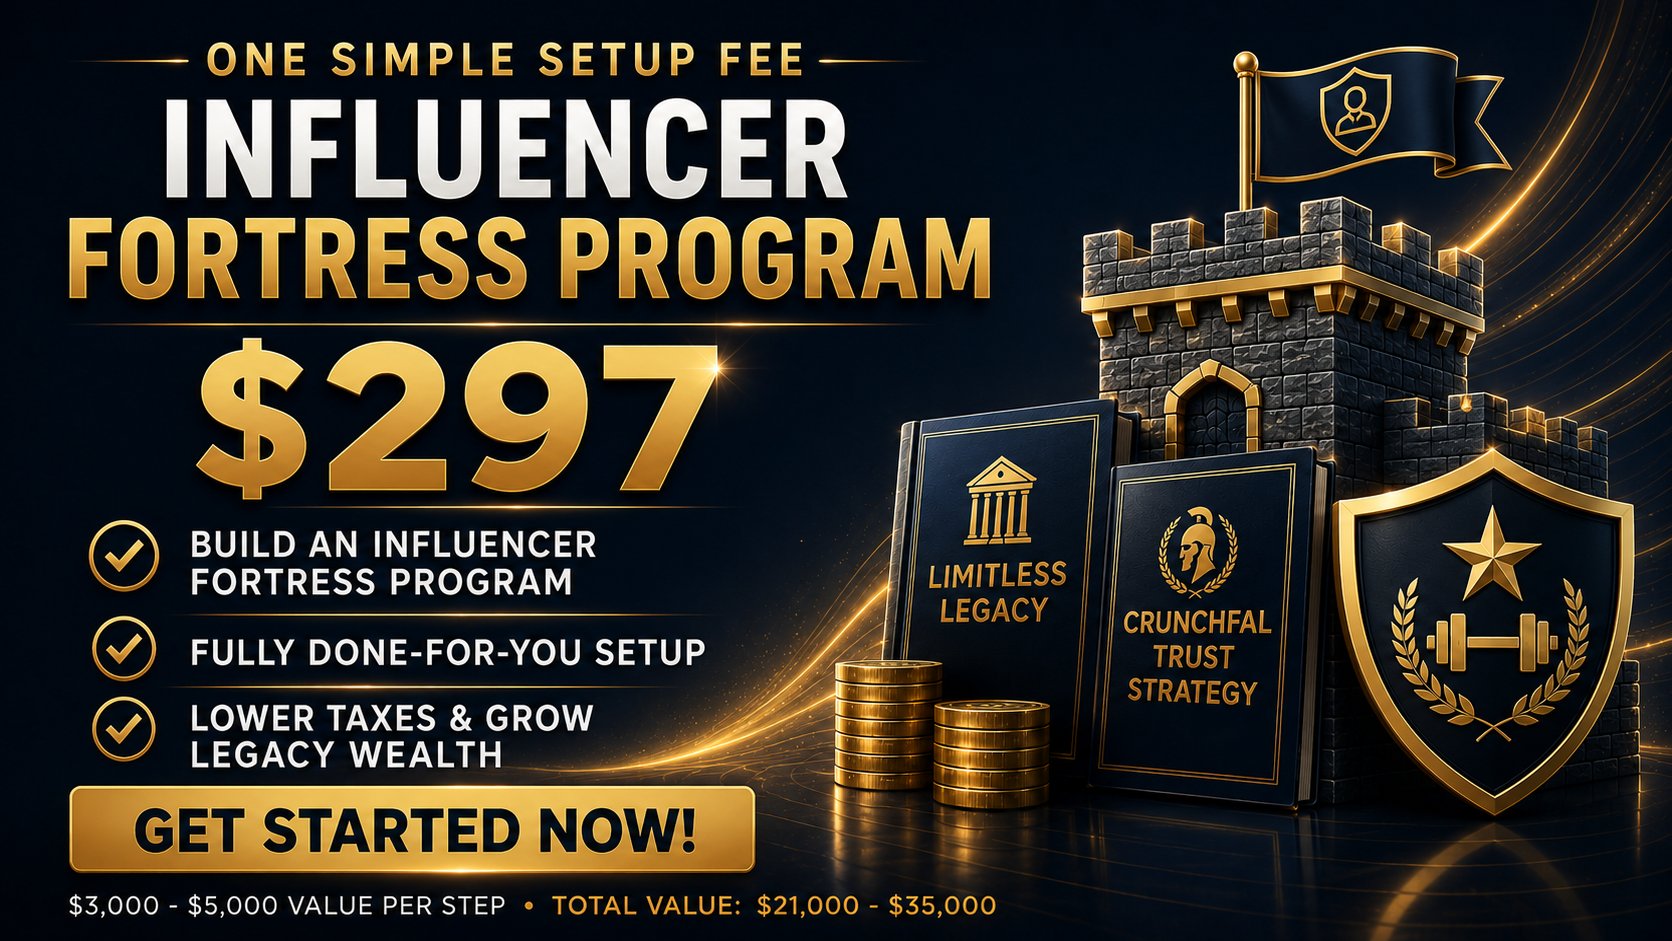 ONE SIMPLE SETUP FEE
INFLUENCER
FORTRESS PROGRAM
$297
BUILD AN INFLUENCER
FORTRESS PROGRAM
FULLY DONE-FOR-YOU SETUP
LOWER TAXES & GROW
LEGACY WEALTH
GET STARTED NOW!
$3,000 - $5,000 VALUE PER STEP • TOTAL VALUE: $21,000 - $35,000
LIMITLESS
LEGACY
CRUNCHFAL
TRUST
STRATEGY